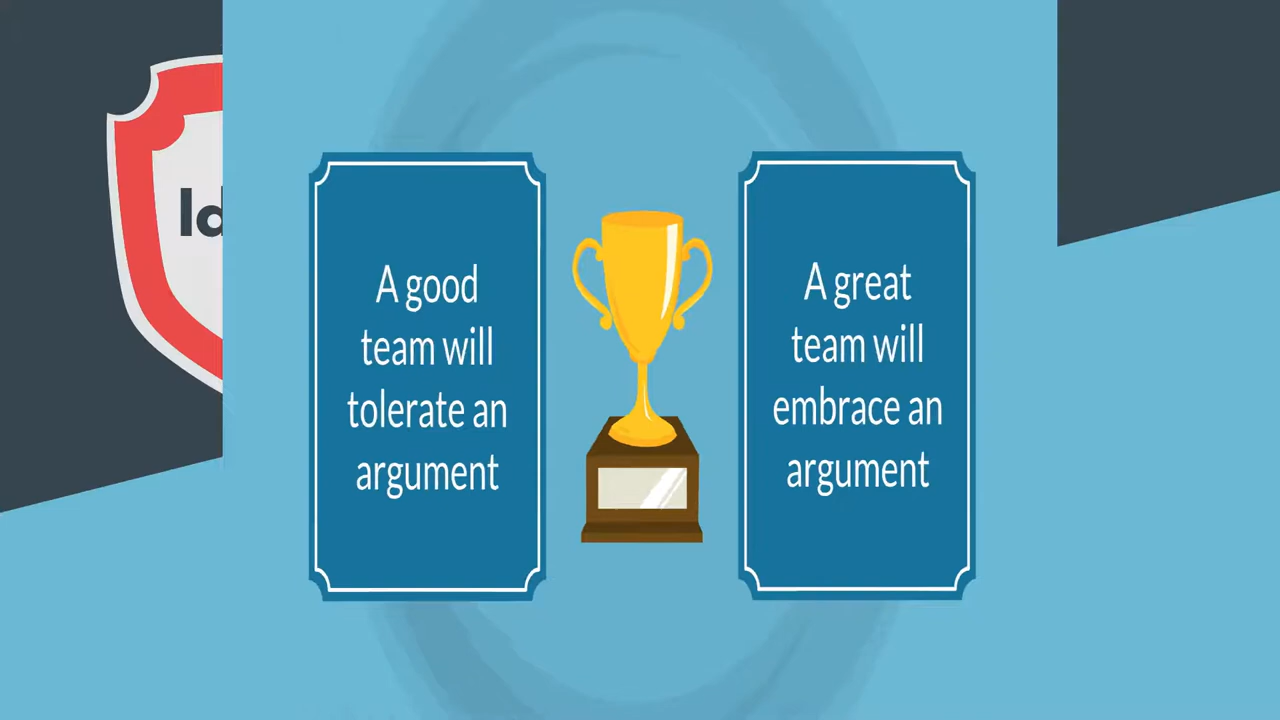 A good
team will
tolerate an
argument
A great
team will
embrace an
argument